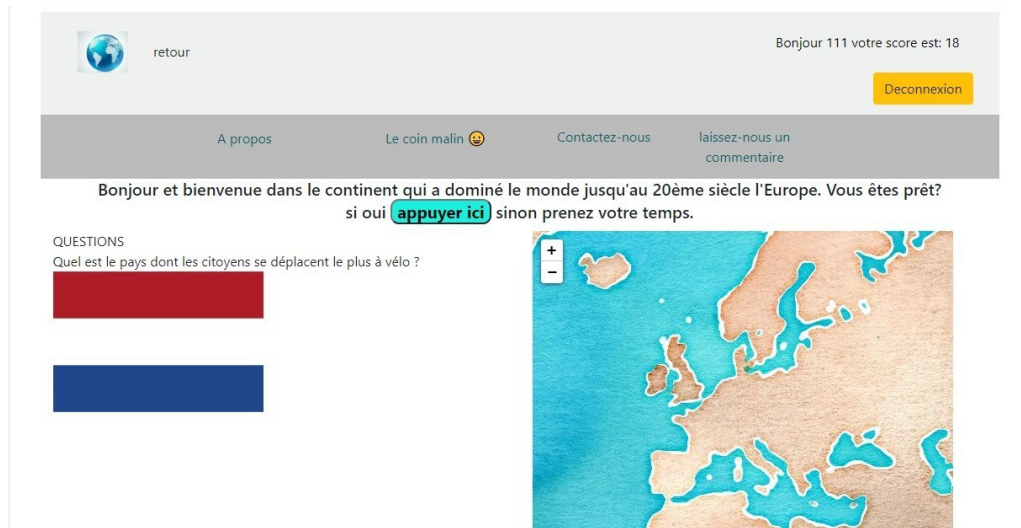 retour
Bonjour 111 votre score est: 18
Deconnexion
A propos
Le coin malin 😀
Contactez-nous
laissez-nous un
commentaire
Bonjour et bienvenue dans le continent qui a dominé le monde jusqu'au 20ème siècle l'Europe. Vous êtes prêt?
si oui appuyer ici sinon prenez votre temps.
QUESTIONS
Quel est le pays dont les citoyens se déplacent le plus à vélo ?
+
−